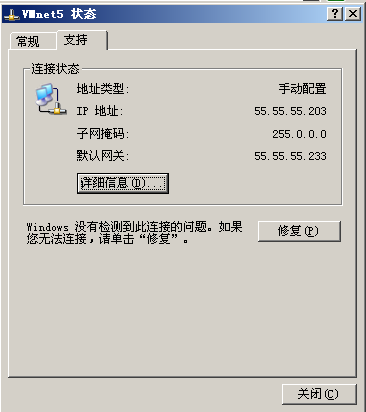 VMnet5 状态
常规
支持
连接状态
地址类型: 手动配置
IP 地址: 55.55.55.203
子网掩码: 255.0.0.0
默认网关: 55.55.55.233
详细信息(D)...
Windows 没有检测到此连接的问题。如果
您无法连接，请单击“修复”。
修复(P)
关闭(C)